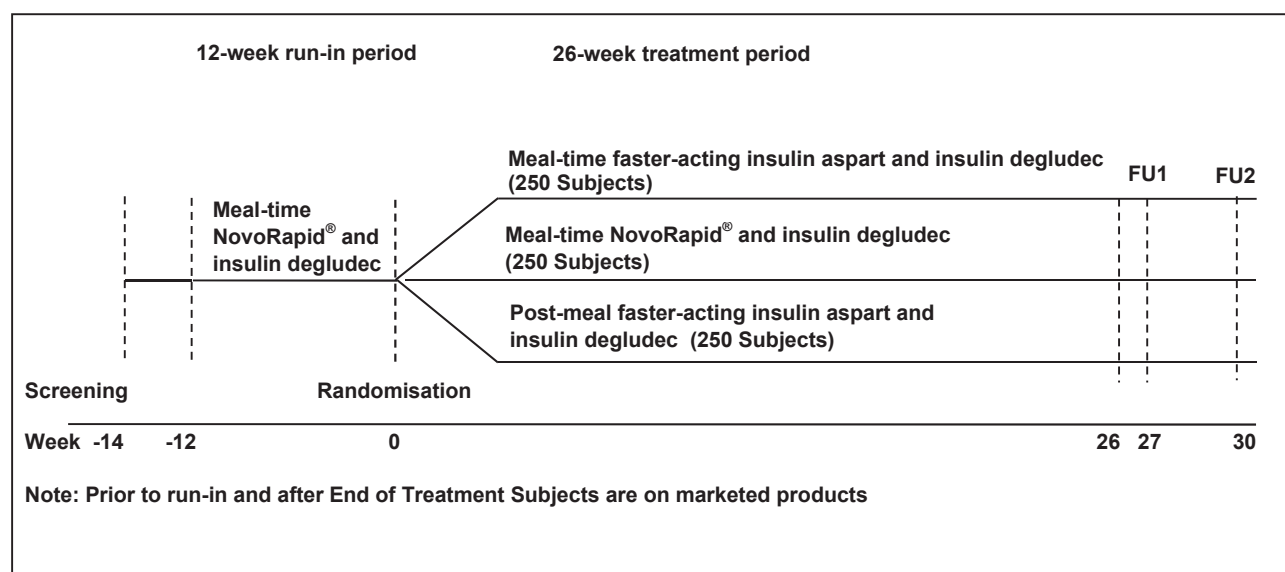 12-week run-in period
26-week treatment period
Meal-time faster-acting insulin aspart and insulin degludec
(250 Subjects)
FU1
FU2
Meal-time
NovoRapid® and
insulin degludec
Meal-time NovoRapid® and insulin degludec
(250 Subjects)
Post-meal faster-acting insulin aspart and
insulin degludec (250 Subjects)
Screening
Randomisation
Week -14 -12 0 26 27 30
Note: Prior to run-in and after End of Treatment Subjects are on marketed products